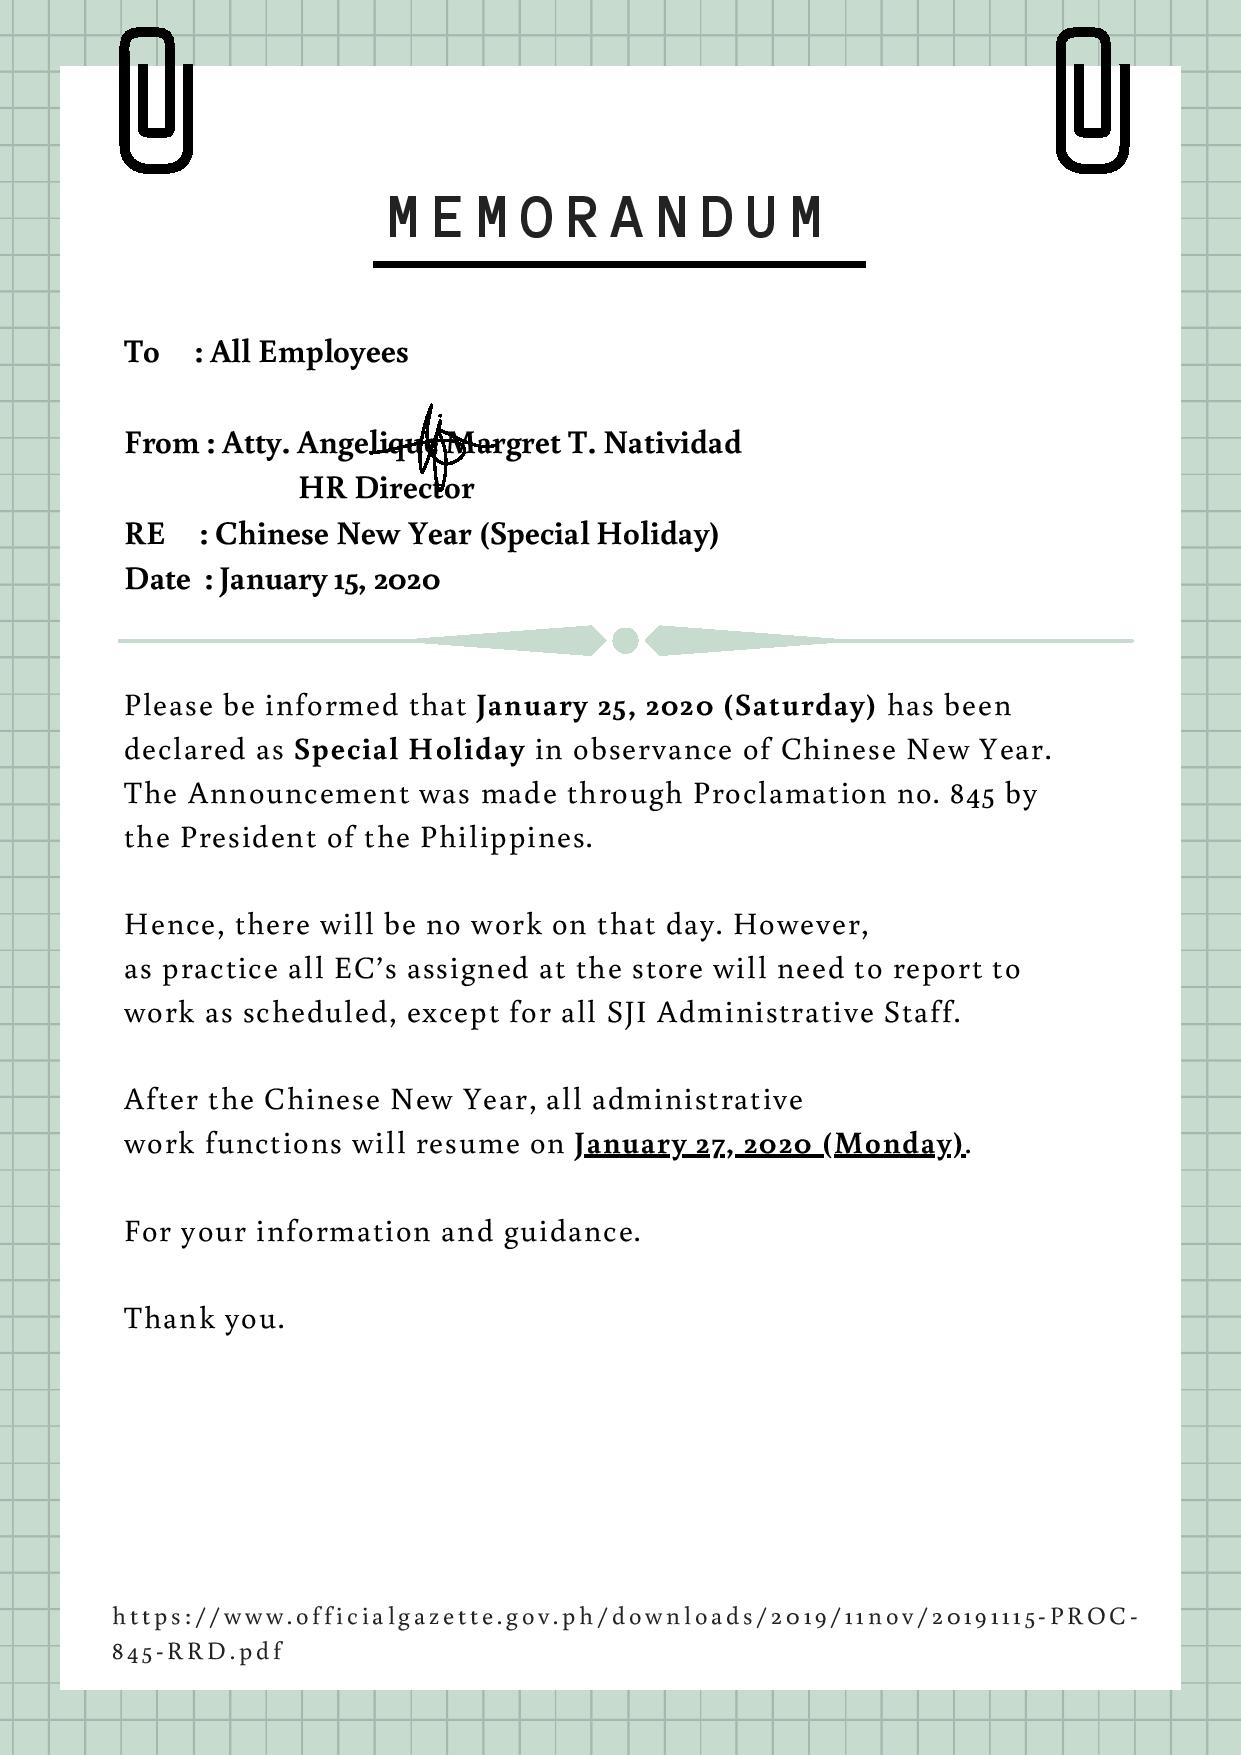 MEMORANDUM
To : All Employees
From : Atty. Angelique Margret T. Natividad
HR Director
RE : Chinese New Year (Special Holiday)
Date : January 15, 2020
Please be informed that January 25, 2020 (Saturday) has been
declared as Special Holiday in observance of Chinese New Year.
The Announcement was made through Proclamation no. 845 by
the President of the Philippines.
Hence, there will be no work on that day. However,
as practice all EC’s assigned at the store will need to report to
work as scheduled, except for all SJI Administrative Staff.
After the Chinese New Year, all administrative
work functions will resume on January 27, 2020 (Monday).
For your information and guidance.
Thank you.
https://www.officialgazette.gov.ph/downloads/2019/11nov/20191115-PROC-
845-RRD.pdf